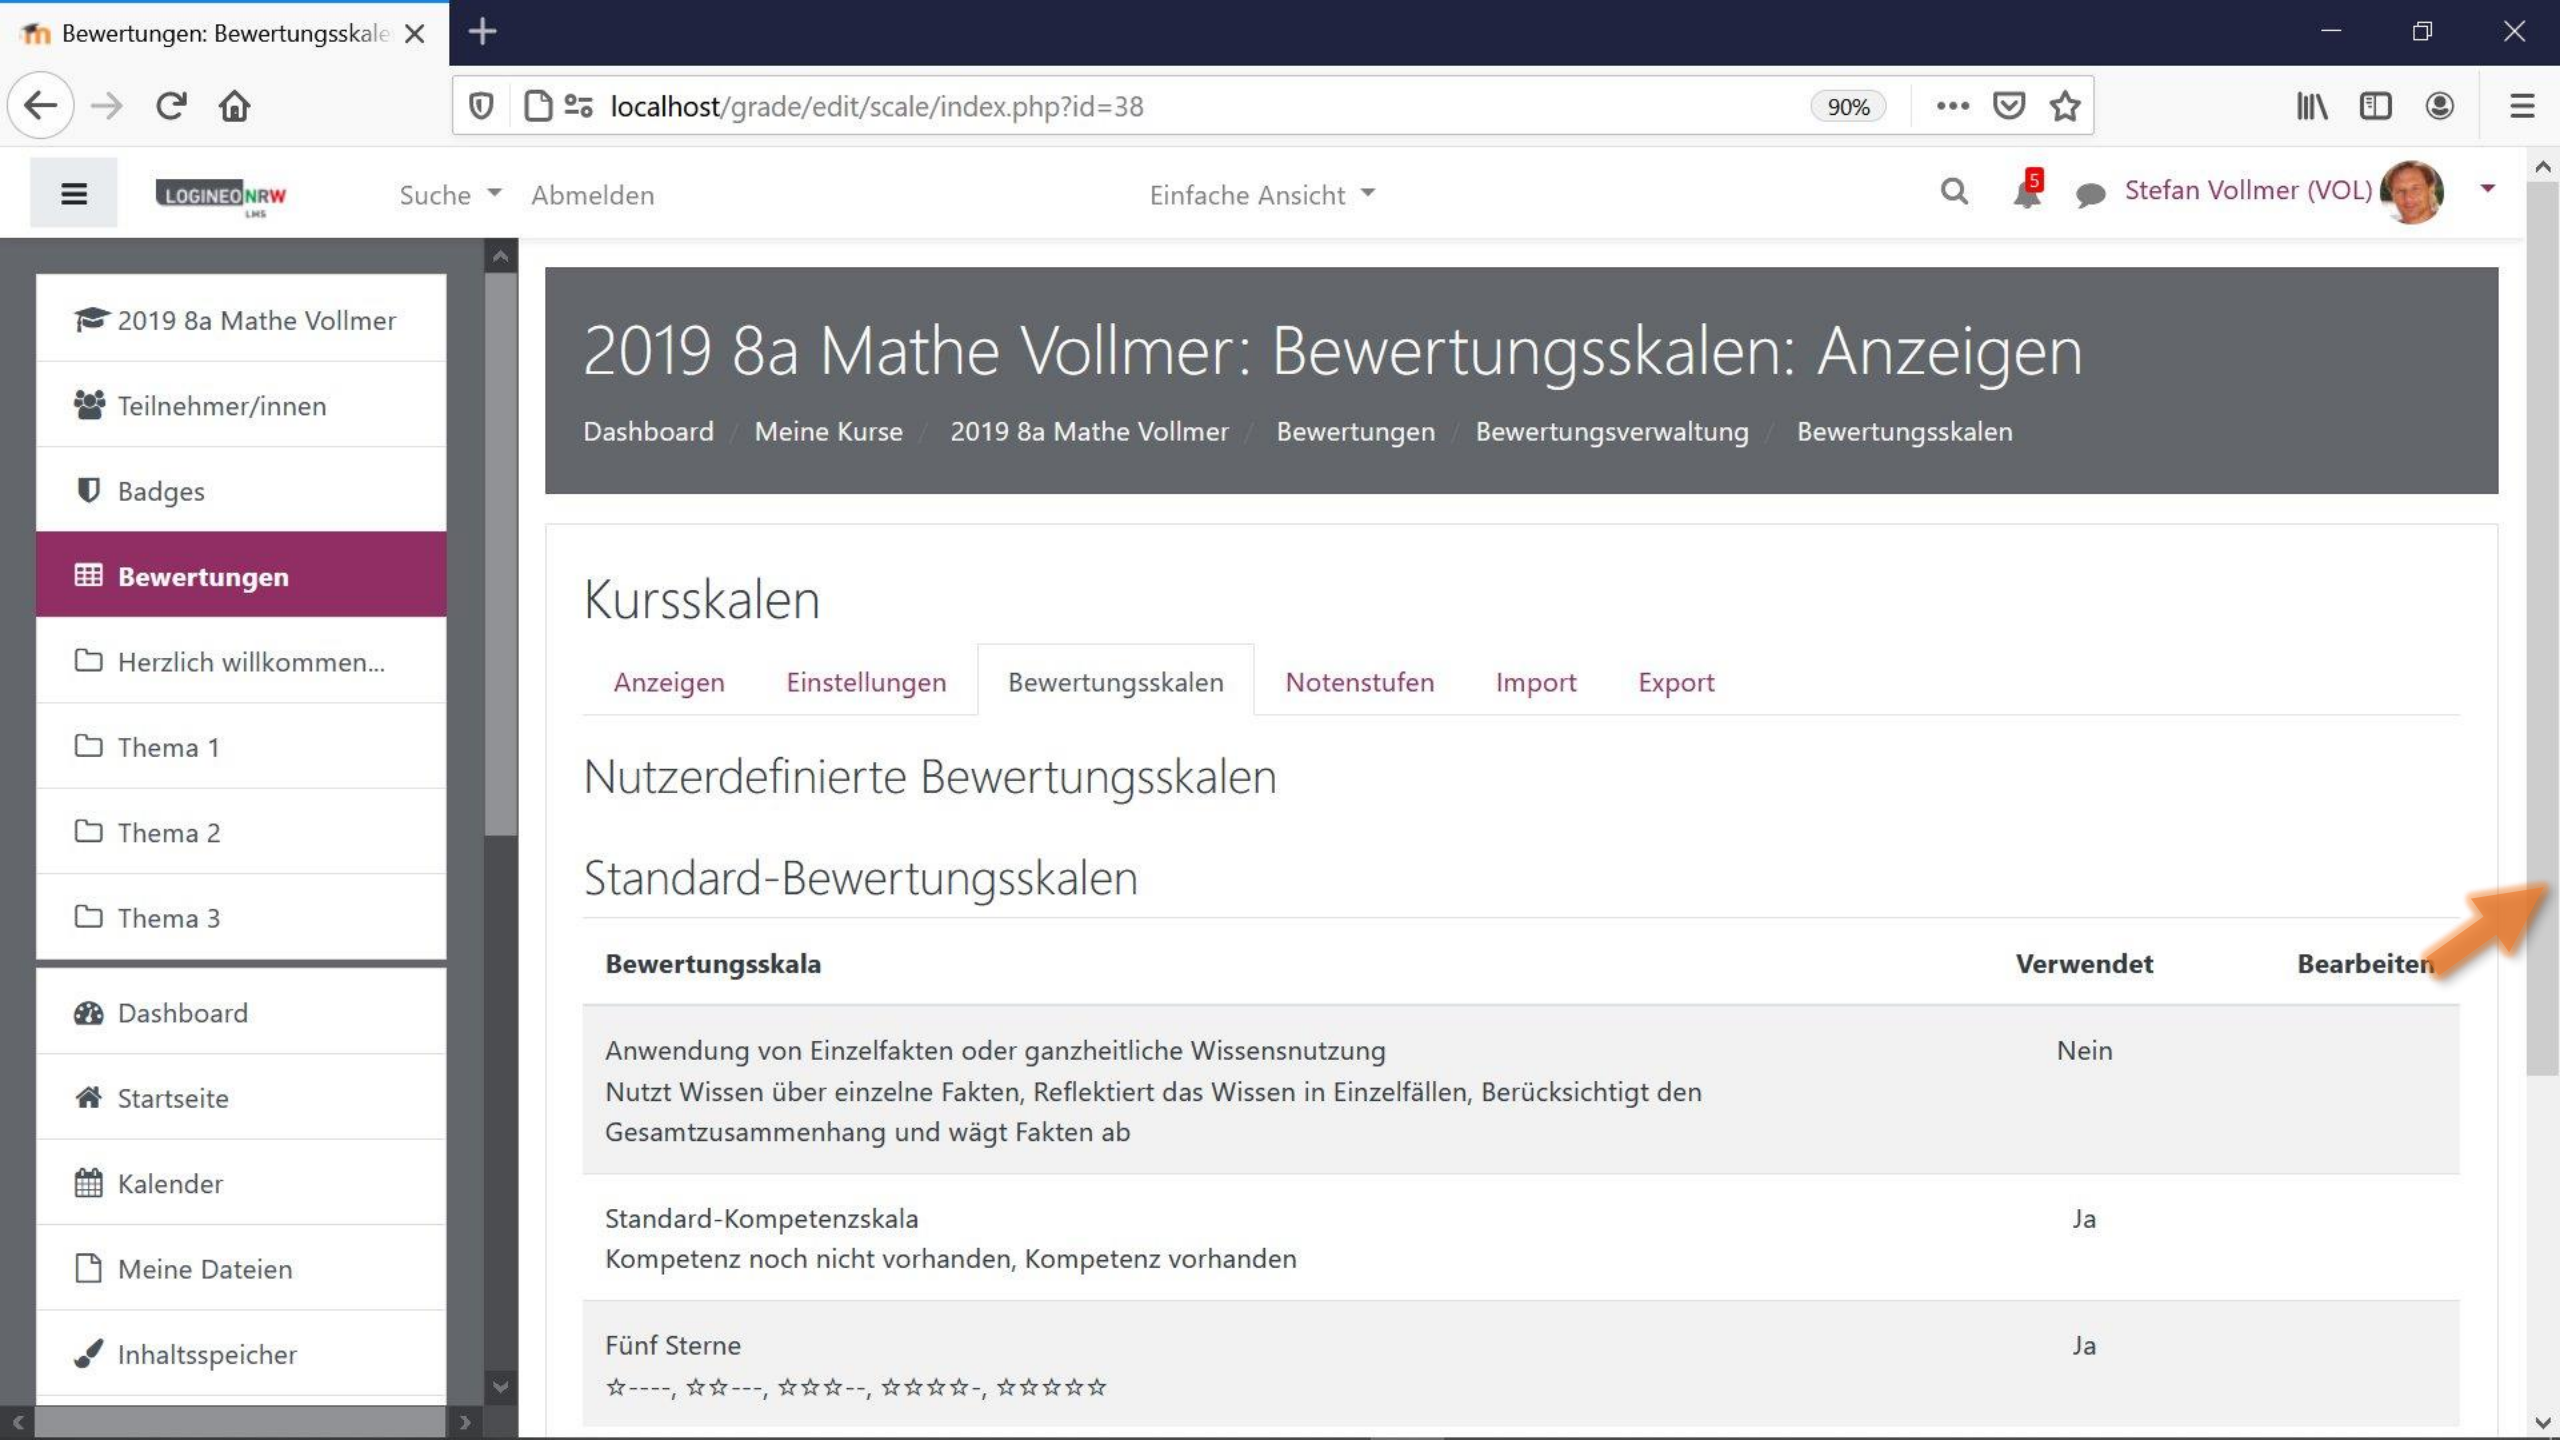 Bewertungen: Bewertungsskale
localhost/grade/edit/scale/index.php?id=38
90%
LOGINEO NRW
LMS
Suche
Abmelden
Einfache Ansicht
5
Stefan Vollmer (VOL)
2019 8a Mathe Vollmer
Teilnehmer/innen
Badges
Bewertungen
Herzlich willkommen...
Thema 1
Thema 2
Thema 3
Dashboard
Startseite
Kalender
Meine Dateien
Inhaltsspeicher
2019 8a Mathe Vollmer: Bewertungsskalen: Anzeigen
Dashboard / Meine Kurse / 2019 8a Mathe Vollmer / Bewertungen / Bewertungsverwaltung / Bewertungsskalen
Kursskalen
Anzeigen Einstellungen Bewertungsskalen Notenstufen Import Export
Nutzerdefinierte Bewertungsskalen
Standard-Bewertungsskalen
Bewertungsskala Verwendet Bearbeiten
Anwendung von Einzelfakten oder ganzheitliche Wissensnutzung Nein
Nutzt Wissen über einzelne Fakten, Reflektiert das Wissen in Einzelfällen, Berücksichtigt den
Gesamtzusammenhang und wägt Fakten ab
Standard-Kompetenzskala Ja
Kompetenz noch nicht vorhanden, Kompetenz vorhanden
Fünf Sterne Ja
☆----, ☆☆---, ☆☆☆--, ☆☆☆☆-, ☆☆☆☆☆